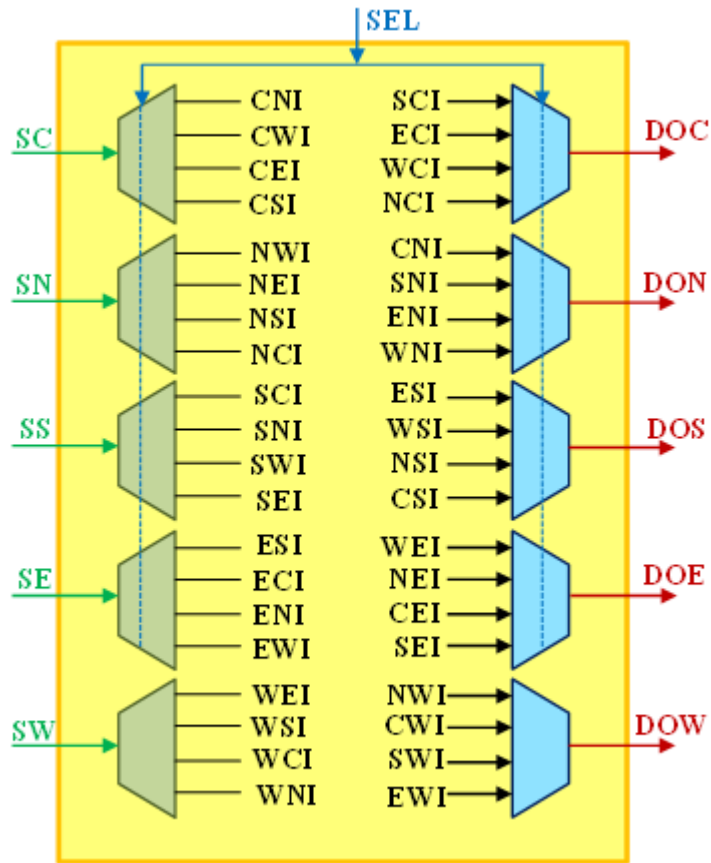 SEL
CNI SCI
SC CWI ECI DOC
CEI WCI
CSI NCI
NWI CNI
SN NEI SNI DON
NSI ENI
NCI WNI
SCI ESI
SS SNI WSI DOS
SWI NSI
SEI CSI
ESI WEI
SE ECI NEI DOE
ENI CEI
EWI SEI
WEI NWI
SW WSI CWI DOW
WCI SWI
WNI EWI